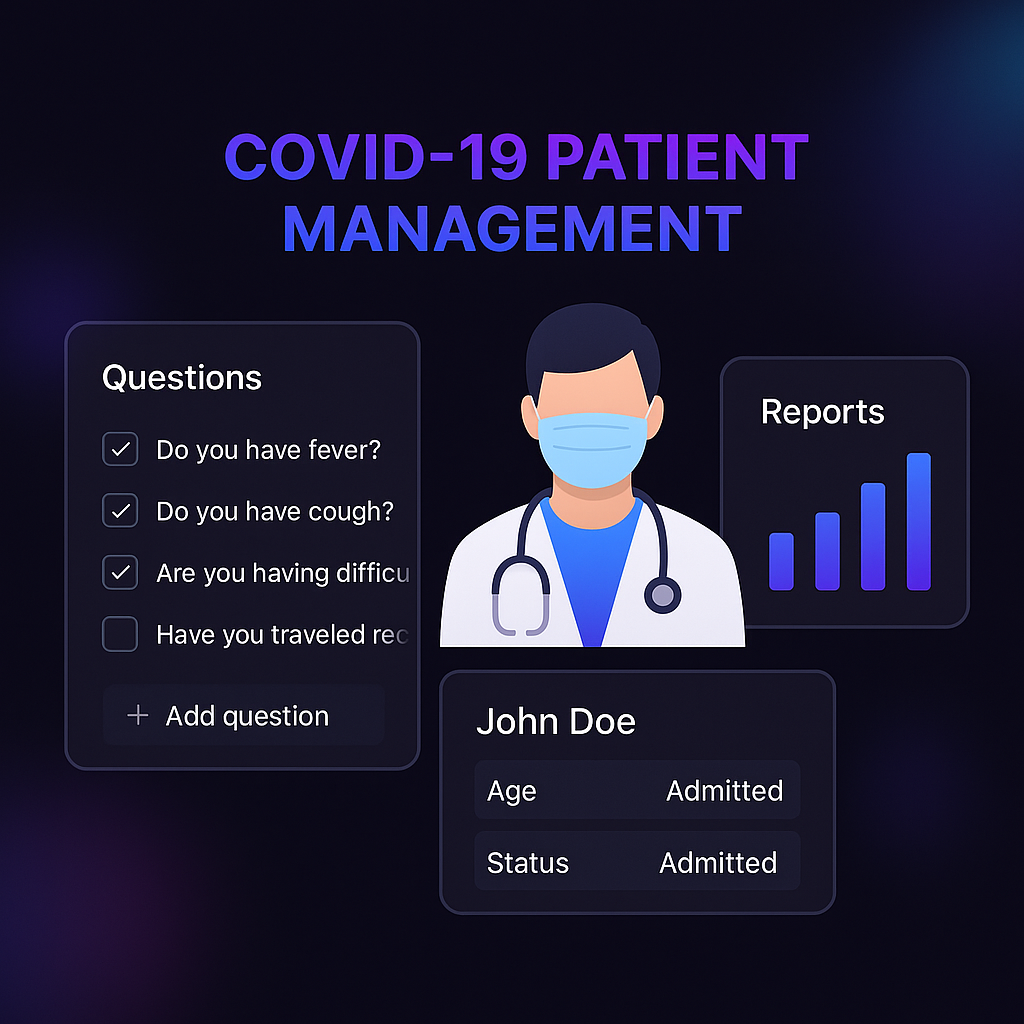 COVID-19 PATIENT
MANAGEMENT
Questions
Do you have fever?
Do you have cough?
Are you having difficu
Have you traveled rec
+ Add question
Reports
John Doe
Age Admitted
Status Admitted